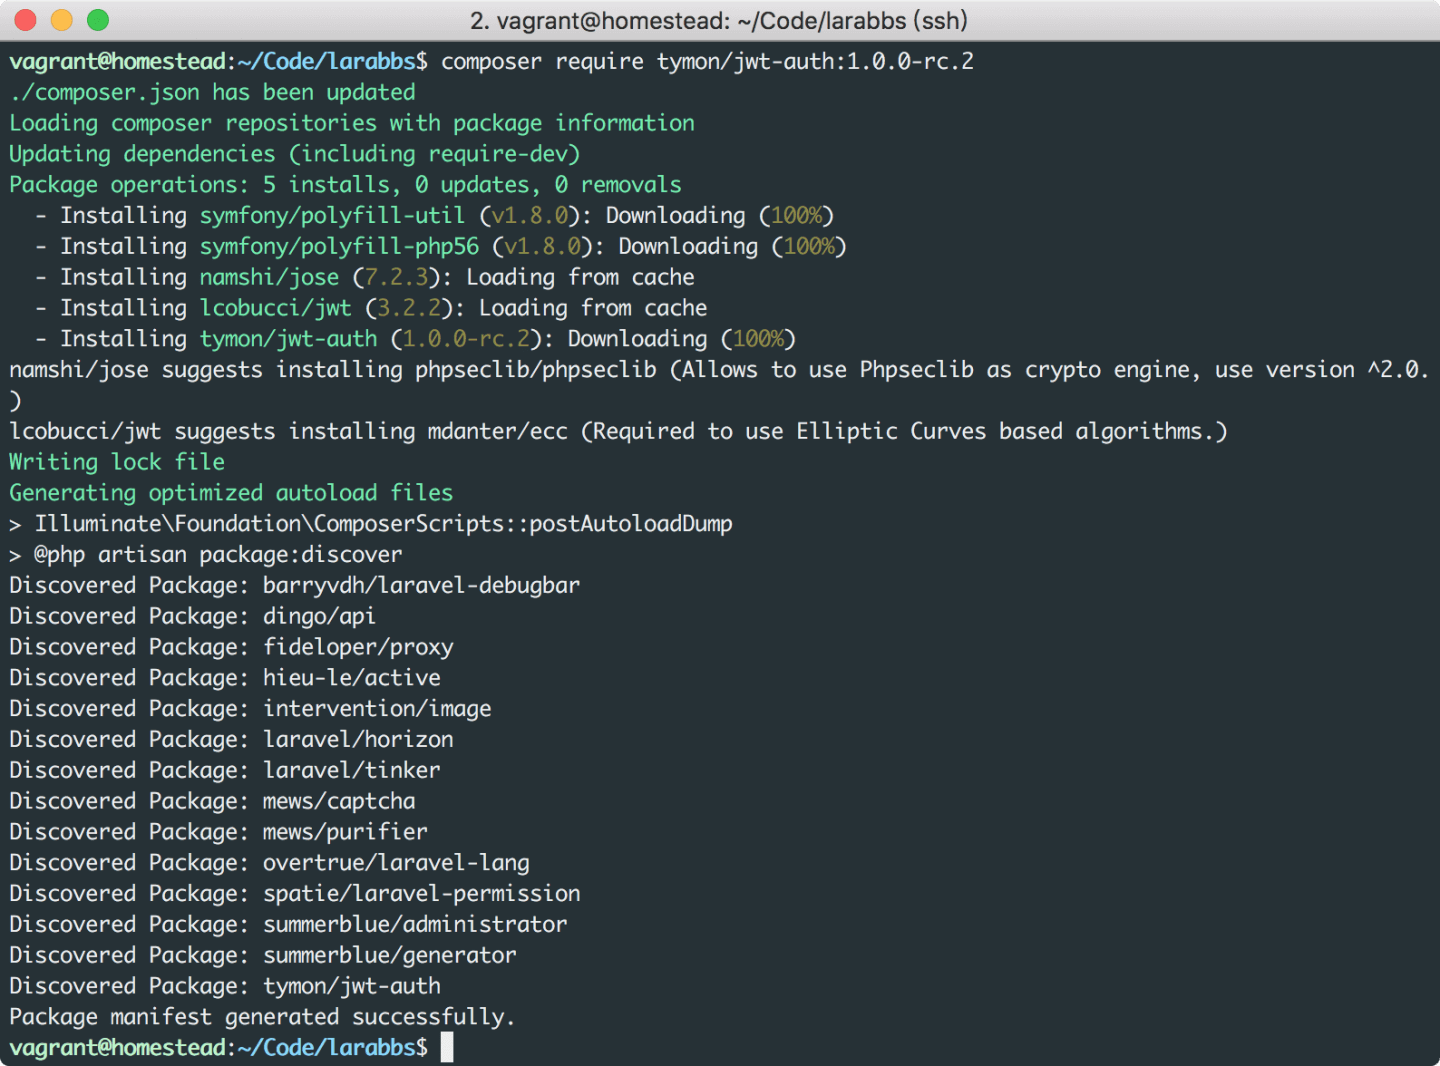 2. vagrant@homestead: ~/Code/larabbs (ssh)
vagrant@homestead:~/Code/larabbs$ composer require tymon/jwt-auth:1.0.0-rc.2
./composer.json has been updated
Loading composer repositories with package information
Updating dependencies (including require-dev)
Package operations: 5 installs, 0 updates, 0 removals
  - Installing symfony/polyfill-util (v1.8.0): Downloading (100%)
  - Installing symfony/polyfill-php56 (v1.8.0): Downloading (100%)
  - Installing namshi/jose (7.2.3): Loading from cache
  - Installing lcobucci/jwt (3.2.2): Loading from cache
  - Installing tymon/jwt-auth (1.0.0-rc.2): Downloading (100%)
namshi/jose suggests installing phpseclib/phpseclib (Allows to use Phpseclib as crypto engine, use version ^2.0.
)
lcobucci/jwt suggests installing mdanter/ecc (Required to use Elliptic Curves based algorithms.)
Writing lock file
Generating optimized autoload files
> Illuminate\Foundation\ComposerScripts::postAutoloadDump
> @php artisan package:discover
Discovered Package: barryvdh/laravel-debugbar
Discovered Package: dingo/api
Discovered Package: fideloper/proxy
Discovered Package: hieu-le/active
Discovered Package: intervention/image
Discovered Package: laravel/horizon
Discovered Package: laravel/tinker
Discovered Package: mews/captcha
Discovered Package: mews/purifier
Discovered Package: overtrue/laravel-lang
Discovered Package: spatie/laravel-permission
Discovered Package: summerblue/administrator
Discovered Package: summerblue/generator
Discovered Package: tymon/jwt-auth
Package manifest generated successfully.
vagrant@homestead:~/Code/larabbs$